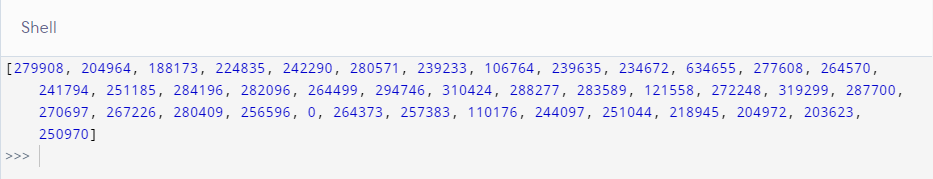 Shell
[279908, 204964, 188173, 224835, 242290, 280571, 239233, 106764, 239635, 234672, 634655, 277608, 264570,
241794, 251185, 284196, 282096, 264499, 294746, 310424, 288277, 283589, 121558, 272248, 319299, 287700,
270697, 267226, 280409, 256596, 0, 264373, 257383, 110176, 244097, 251044, 218945, 204972, 203623,
250970]
>>>